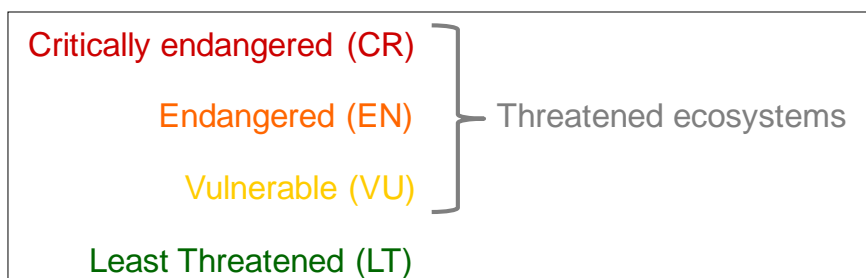 Critically endangered (CR)
Endangered (EN)
Threatened ecosystems
Vulnerable (VU)
Least Threatened (LT)